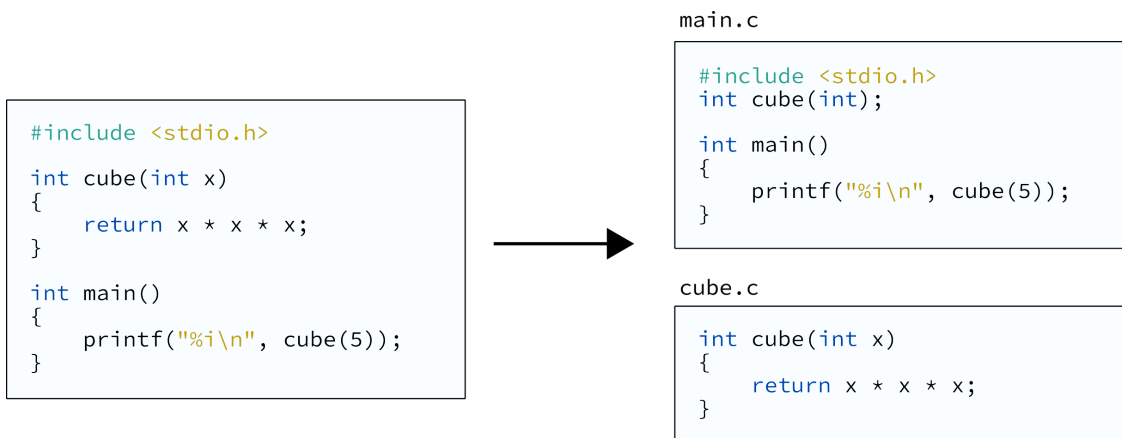 #include <stdio.h>
int cube(int x)
{
    return x * x * x;
}
int main()
{
    printf("%i\n", cube(5));
}
main.c
#include <stdio.h>
int cube(int);
int main()
{
    printf("%i\n", cube(5));
}
cube.c
int cube(int x)
{
    return x * x * x;
}